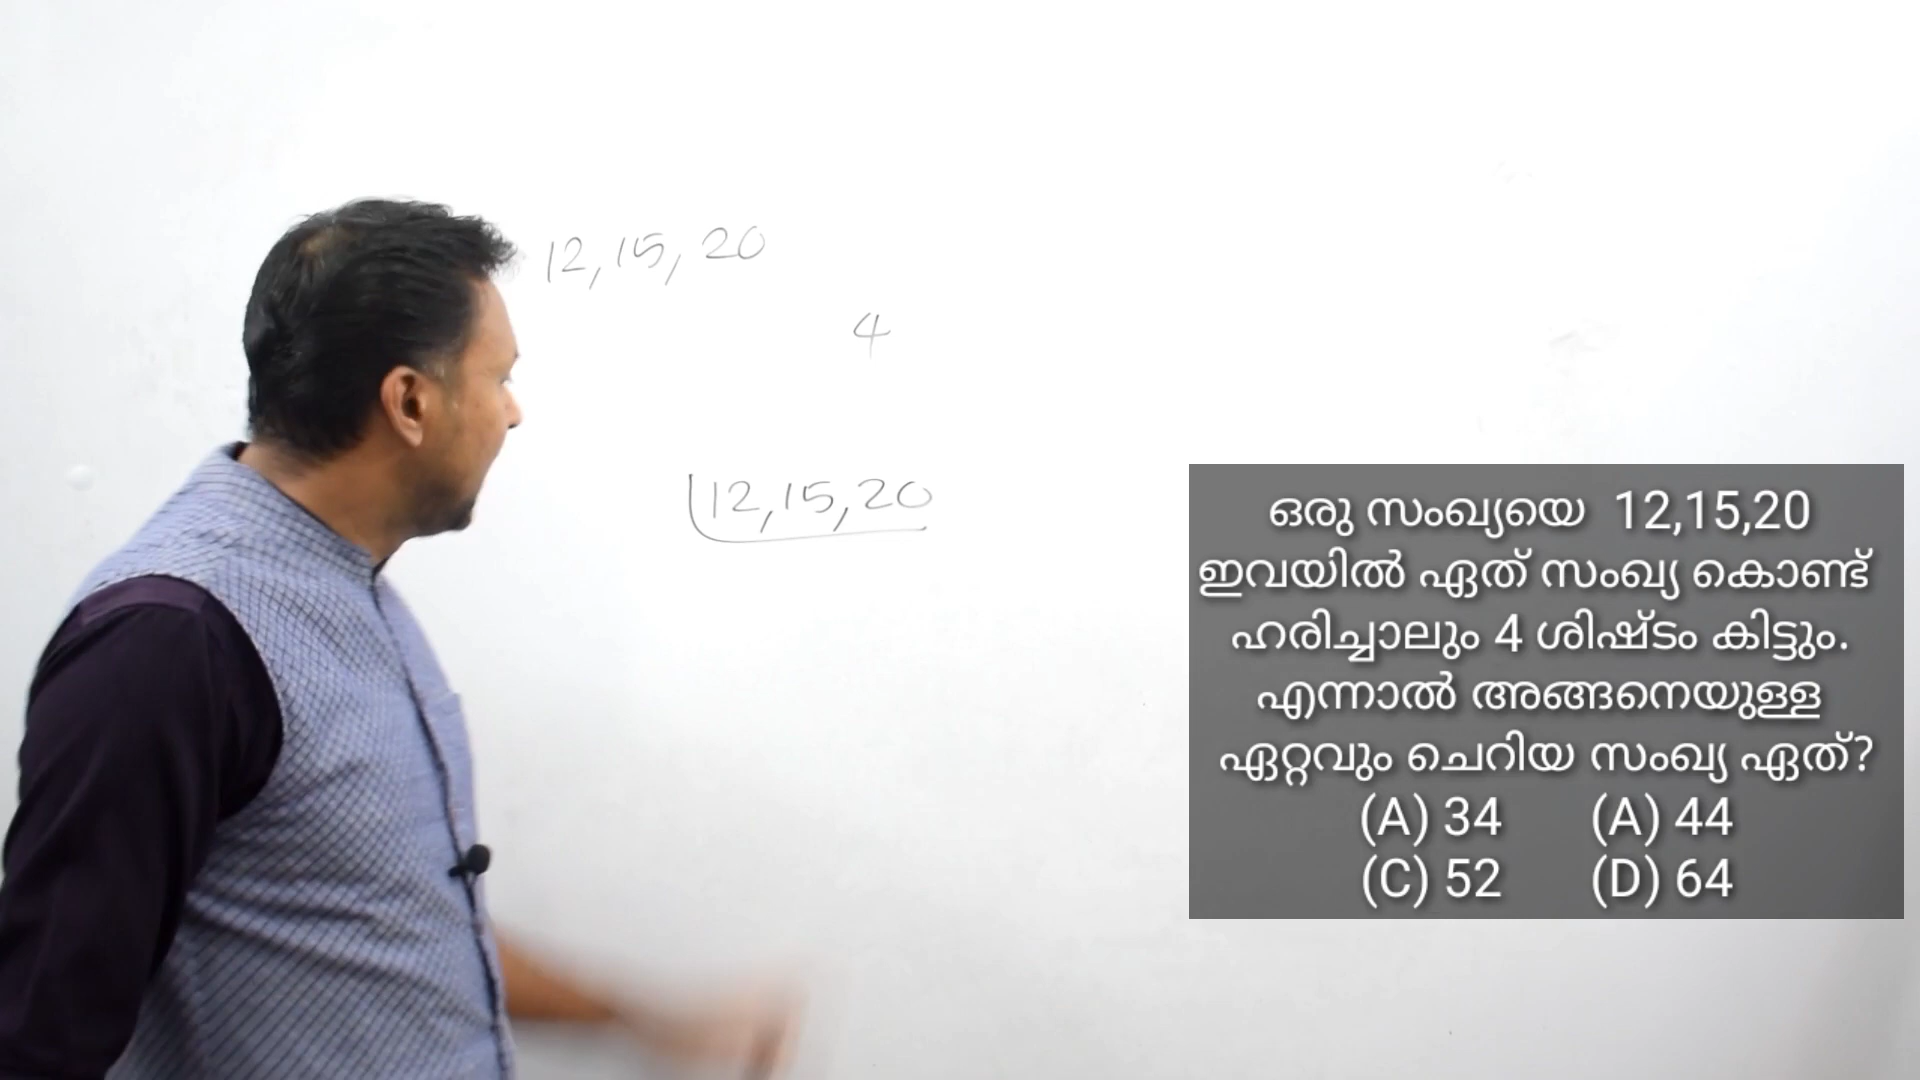 12, 15, 20
4
12, 15, 20
ഒരു സംഖ്യയെ 12,15,20
ഇവയിൽ ഏത് സംഖ്യ കൊണ്ട്
ഹരിച്ചാലും 4 ശിഷ്ടം കിട്ടും.
എന്നാൽ അങ്ങനെയുള്ള
ഏറ്റവും ചെറിയ സംഖ്യ ഏത്?
(A) 34 (A) 44
(C) 52 (D) 64